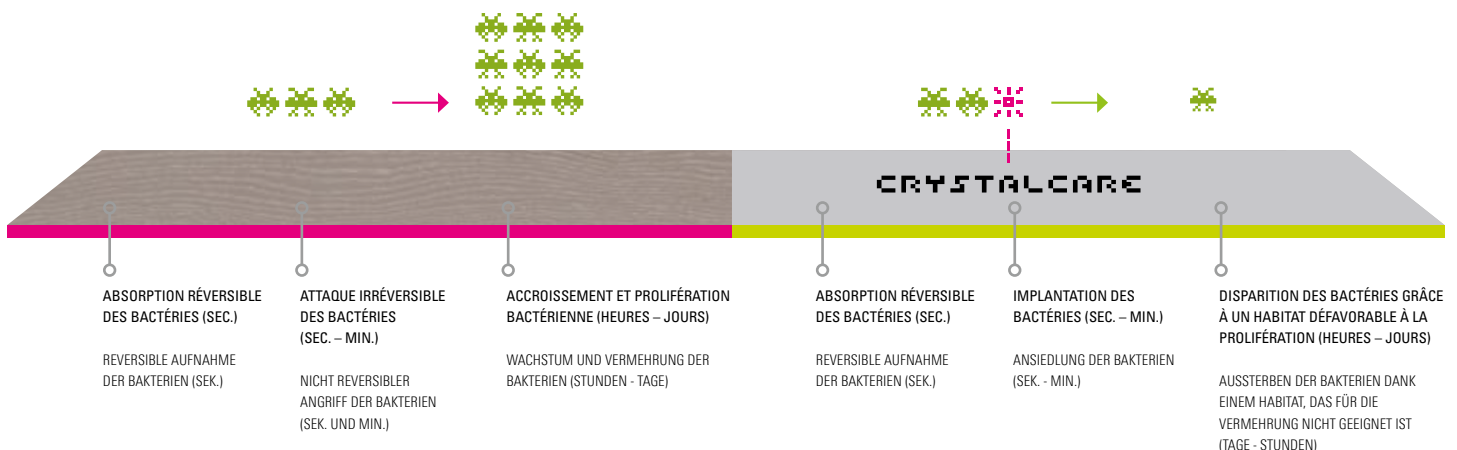 CRYSTALCARE
ABSORPTION RÉVERSIBLE
DES BACTÉRIES (SEC.)
REVERSIBLE AUFNAHME
DER BAKTERIEN (SEK.)
ATTAQUE IRRÉVERSIBLE
DES BACTÉRIES
(SEC. – MIN.)
NICHT REVERSIBLER
ANGRIFF DER BAKTERIEN
(SEK. UND MIN.)
ACCROISSEMENT ET PROLIFÉRATION
BACTÉRIENNE (HEURES – JOURS)
WACHSTUM UND VERMEHRUNG DER
BAKTERIEN (STUNDEN - TAGE)
ABSORPTION RÉVERSIBLE
DES BACTÉRIES (SEC.)
REVERSIBLE AUFNAHME
DER BAKTERIEN (SEK.)
IMPLANTATION DES
BACTÉRIES (SEC. – MIN.)
ANSIEDLUNG DER BAKTERIEN
(SEK. - MIN.)
DISPARITION DES BACTÉRIES GRÂCE
À UN HABITAT DÉFAVORABLE À LA
PROLIFÉRATION (HEURES – JOURS)
AUSSTERBEN DER BAKTERIEN DANK
EINEM HABITAT, DAS FÜR DIE
VERMEHRUNG NICHT GEEIGNET IST
(TAGE - STUNDEN)